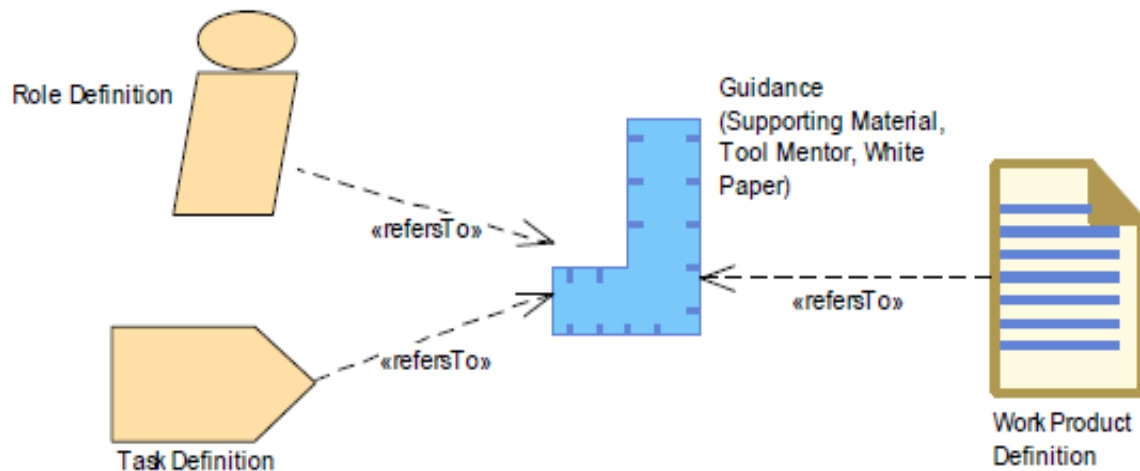 Role Definition
Guidance
(Supporting Material,
Tool Mentor, White
Paper)
«refersTo»
«refersTo»
«refersTo»
Task Definition
Work Product
Definition